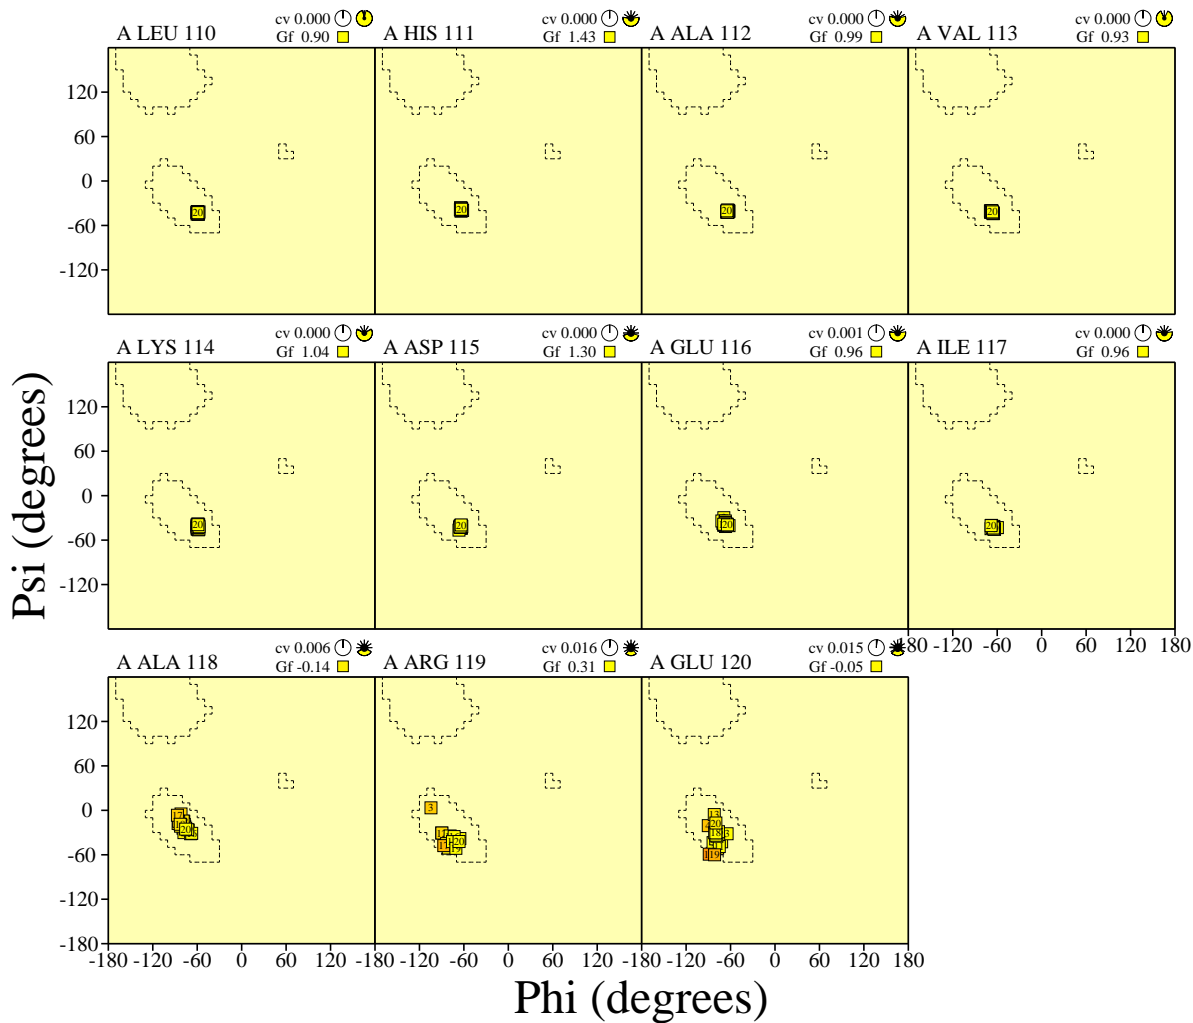 cv 0.000 cv 0.000 cv 0.000 cv 0.000
A LEU 110 Gf 0.90 A HIS 111 Gf 1.43 A ALA 112 Gf 0.99 A VAL 113 Gf 0.93
120
60
0
20 20 20 20
-60
-120
cv 0.000 cv 0.000 cv 0.001 cv 0.000
A LYS 114 Gf 1.04 A ASP 115 Gf 1.30 A GLU 116 Gf 0.96 A ILE 117 Gf 0.96
120
60
0
20 20 20 20
-60
-120
-180 -120 -60 0 60 120 180
cv 0.006 cv 0.016 cv 0.015
A ALA 118 Gf -0.14 A ARG 119 Gf 0.31 A GLU 120 Gf -0.05
120
60
0
17 3 13
20 20 20 18
-60
-120
-180
-180 -120 -60 0 60 120 -180 -120 -60 0 60 120 -180 -120 -60 0 60 120 180
Psi (degrees)
Phi (degrees)